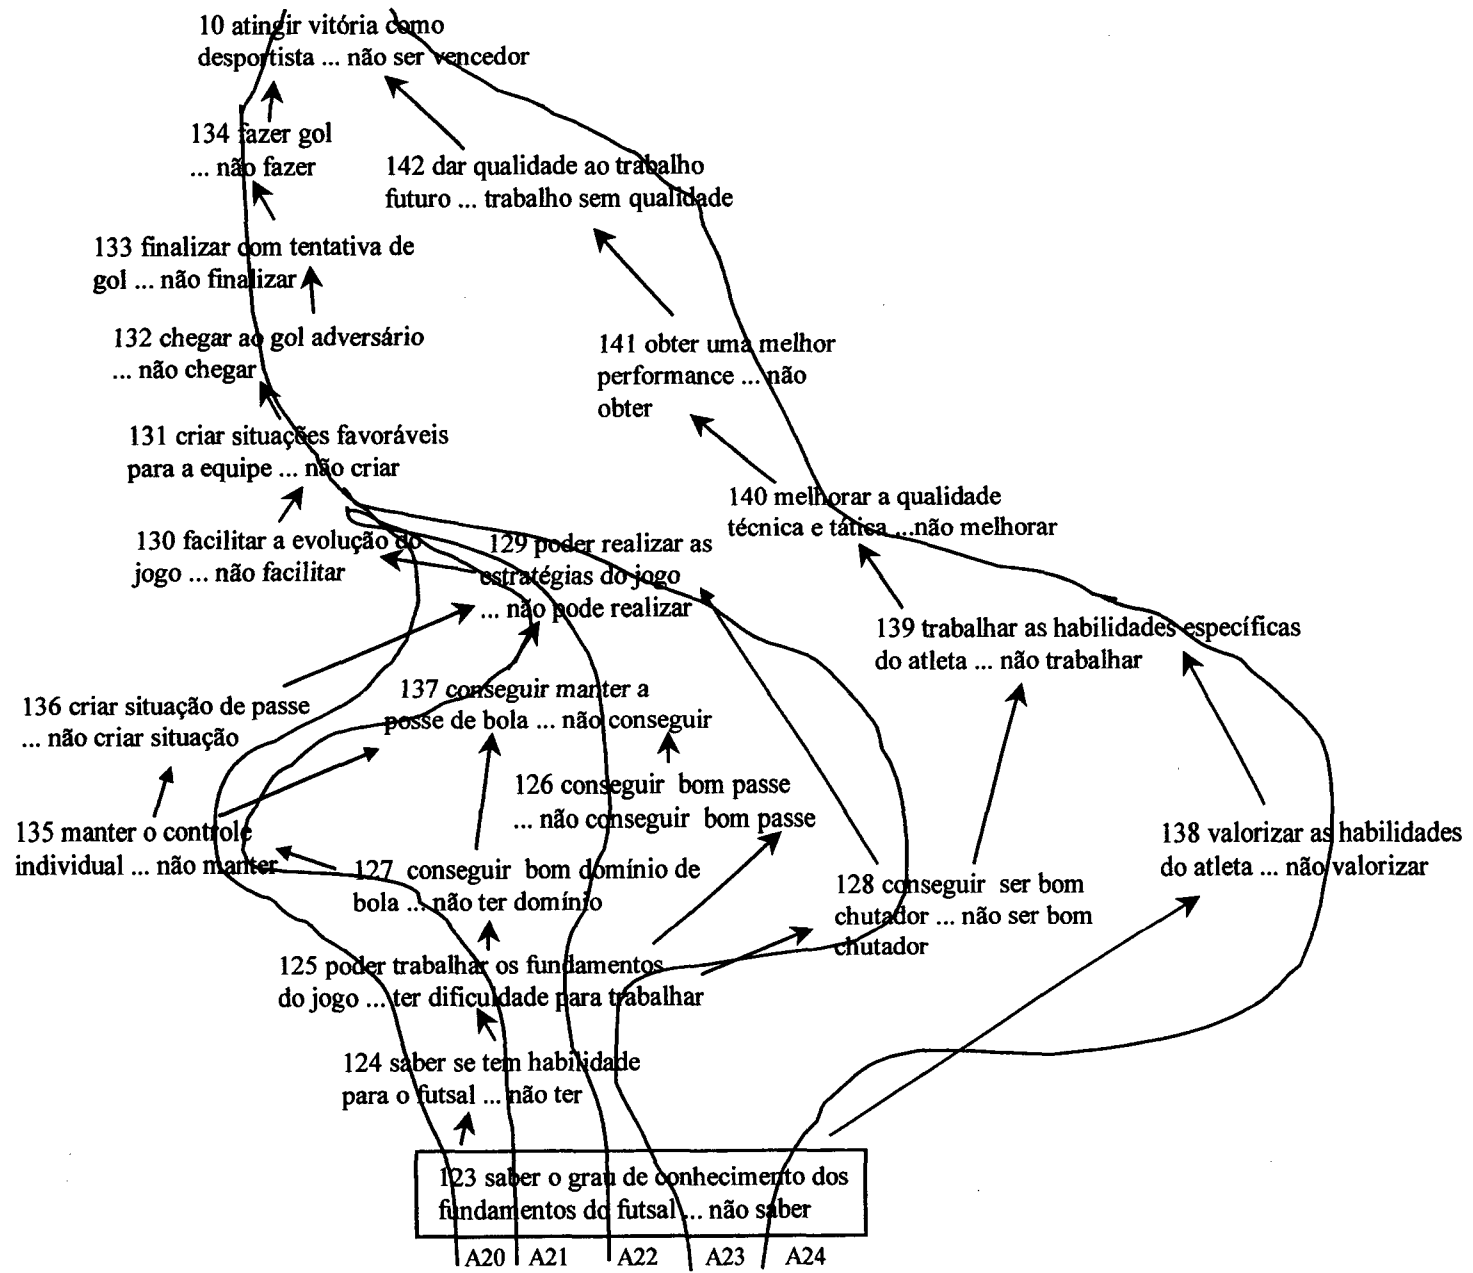 10 atingir vitória como
desportista ... não ser vencedor
134 fazer gol
... não fazer
142 dar qualidade ao trabalho
futuro ... trabalho sem qualidade
133 finalizar com tentativa de
gol ... não finalizar
132 chegar ao gol adversário
... não chegar
141 obter uma melhor
performance ... não
obter
131 criar situações favoráveis
para a equipe ... não criar
140 melhorar a qualidade
técnica e tática ...não melhorar
130 facilitar a evolução do
jogo ... não facilitar
129 poder realizar as
estratégias do jogo
... não pode realizar
139 trabalhar as habilidades específicas
do atleta ... não trabalhar
136 criar situação de passe
... não criar situação
137 conseguir manter a
posse de bola ... não conseguir
126 conseguir bom passe
... não conseguir bom passe
135 manter o controle
individual ... não manter
127 conseguir bom domínio de
bola ... não ter domínio
128 conseguir ser bom
chutador ... não ser bom
chutador
138 valorizar as habilidades
do atleta ... não valorizar
125 poder trabalhar os fundamentos
do jogo ... ter dificuldade para trabalhar
124 saber se tem habilidade
para o futsal ... não ter
123 saber o grau de conhecimento dos
fundamentos do futsal ... não saber
A20 A21 A22 A23 A24